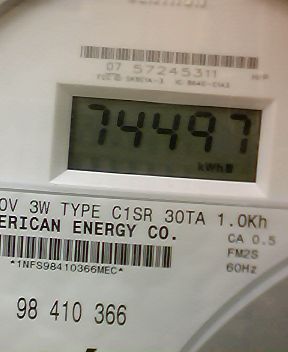 07 57245311
74497
kWh
0V 3W TYPE C1SR 30TA 1.0Kh
ERICAN ENERGY CO.
CA 0.5
FM2S
*1NFS98410366MEC*
60Hz
98 410 366